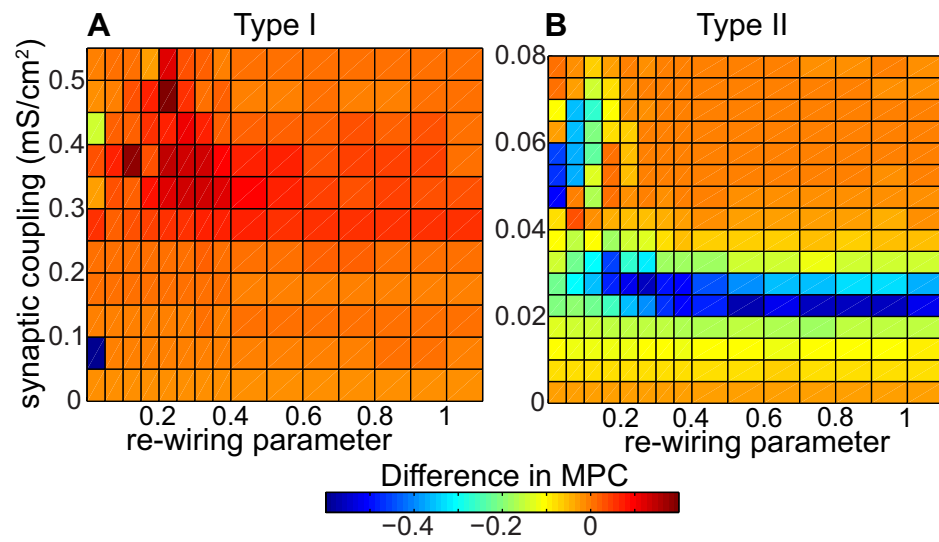 A Type I
B Type II
synaptic coupling (mS/cm²)
0.5
0.4
0.3
0.2
0.1
0
0.08
0.06
0.04
0.02
0
0.2 0.4 0.6 0.8 1
0.2 0.4 0.6 0.8 1
re-wiring parameter
re-wiring parameter
Difference in MPC
−0.4 −0.2 0